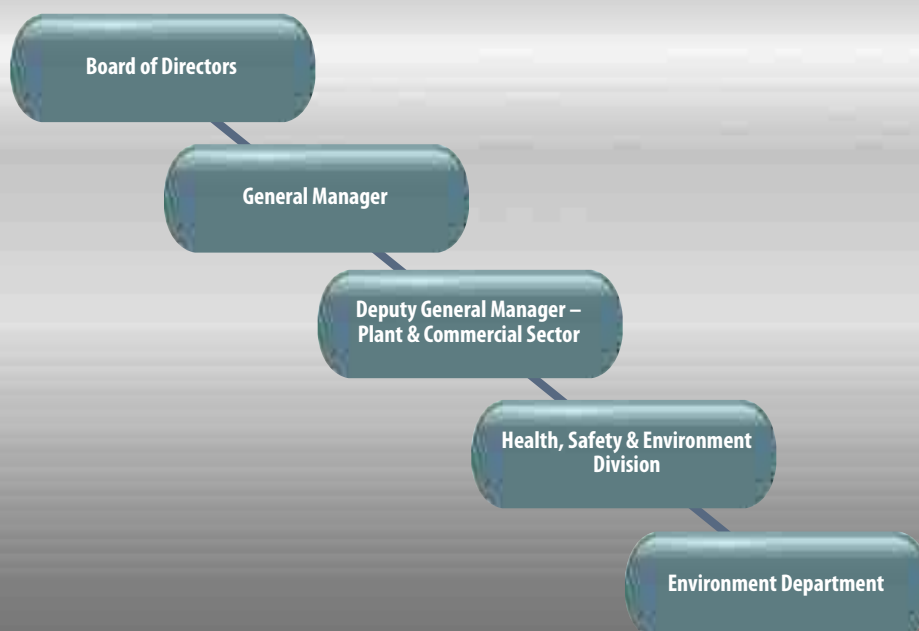 Board of Directors
General Manager
Deputy General Manager –
Plant & Commercial Sector
Health, Safety & Environment
Division
Environment Department